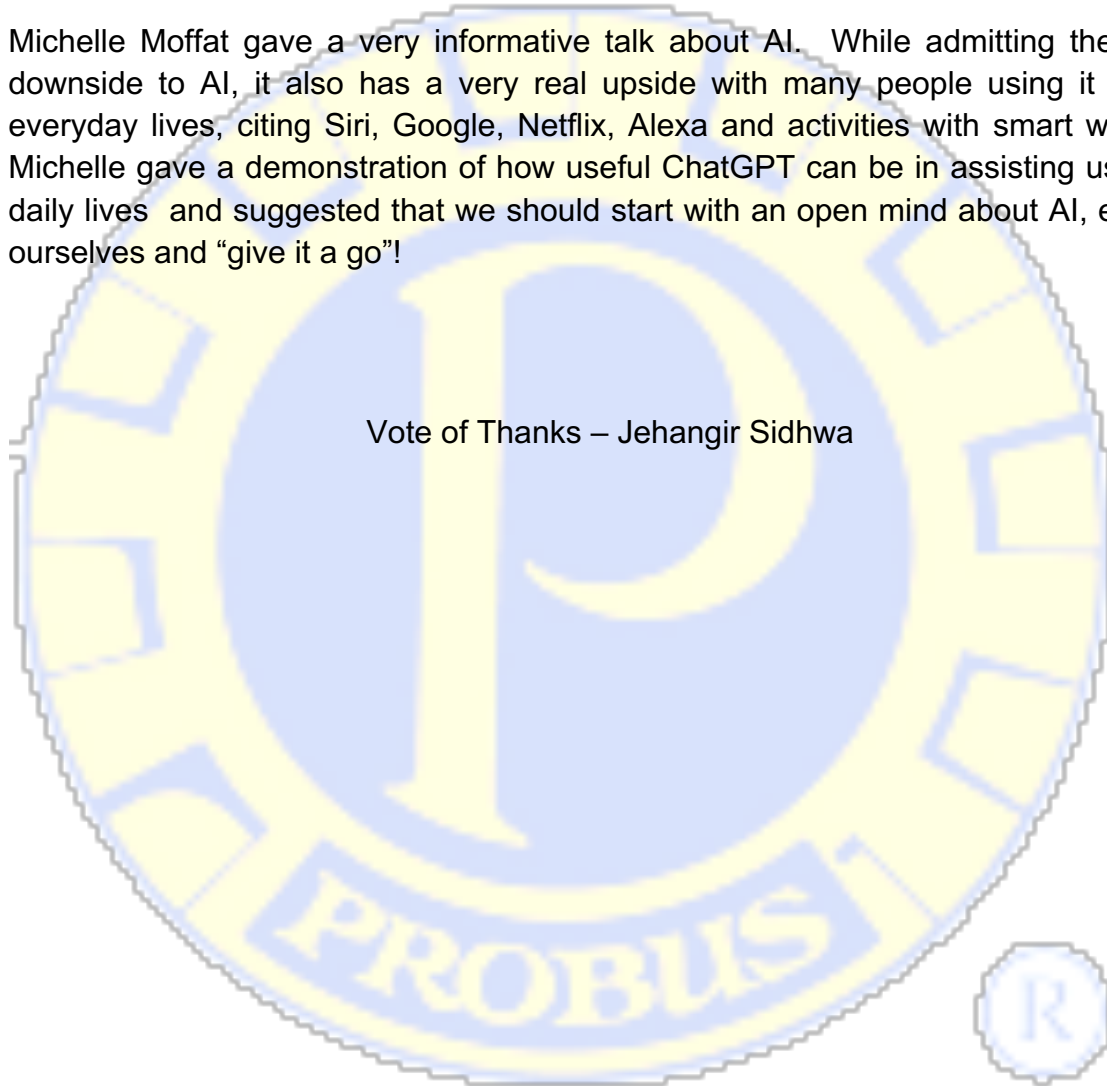 Michelle Moffat gave a very informative talk about AI. While admitting the
downside to AI, it also has a very real upside with many people using it
everyday lives, citing Siri, Google, Netflix, Alexa and activities with smart
Michelle gave a demonstration of how useful ChatGPT can be in assisting
daily lives and suggested that we should start with an open mind about AI,
ourselves and “give it a go”!
Vote of Thanks – Jehangir Sidhwa
P
PROBUS
R